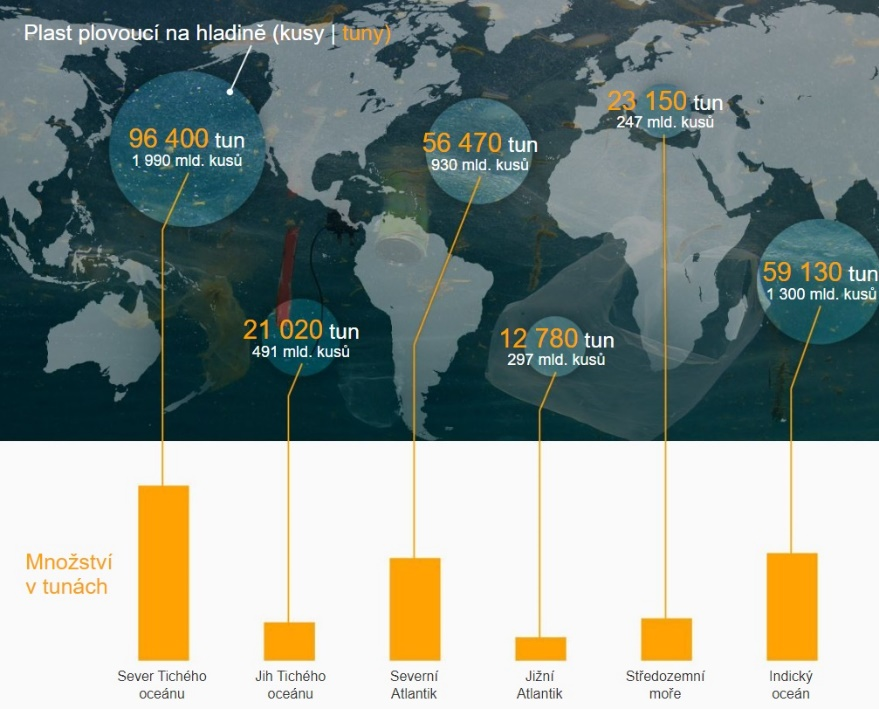 Plast plovoucí na hladině (kusy | tuny)
96 400 tun
1 990 mld. kusů
56 470 tun
930 mld. kusů
23 150 tun
247 mld. kusů
59 130 tun
1 300 mld. kusů
21 020 tun
491 mld. kusů
12 780 tun
297 mld. kusů
Množství
v tunách
Sever Tichého
oceánu
Jih Tichého
oceánu
Severní
Atlantik
Jižní
Atlantik
Středozemní
moře
Indický
oceán